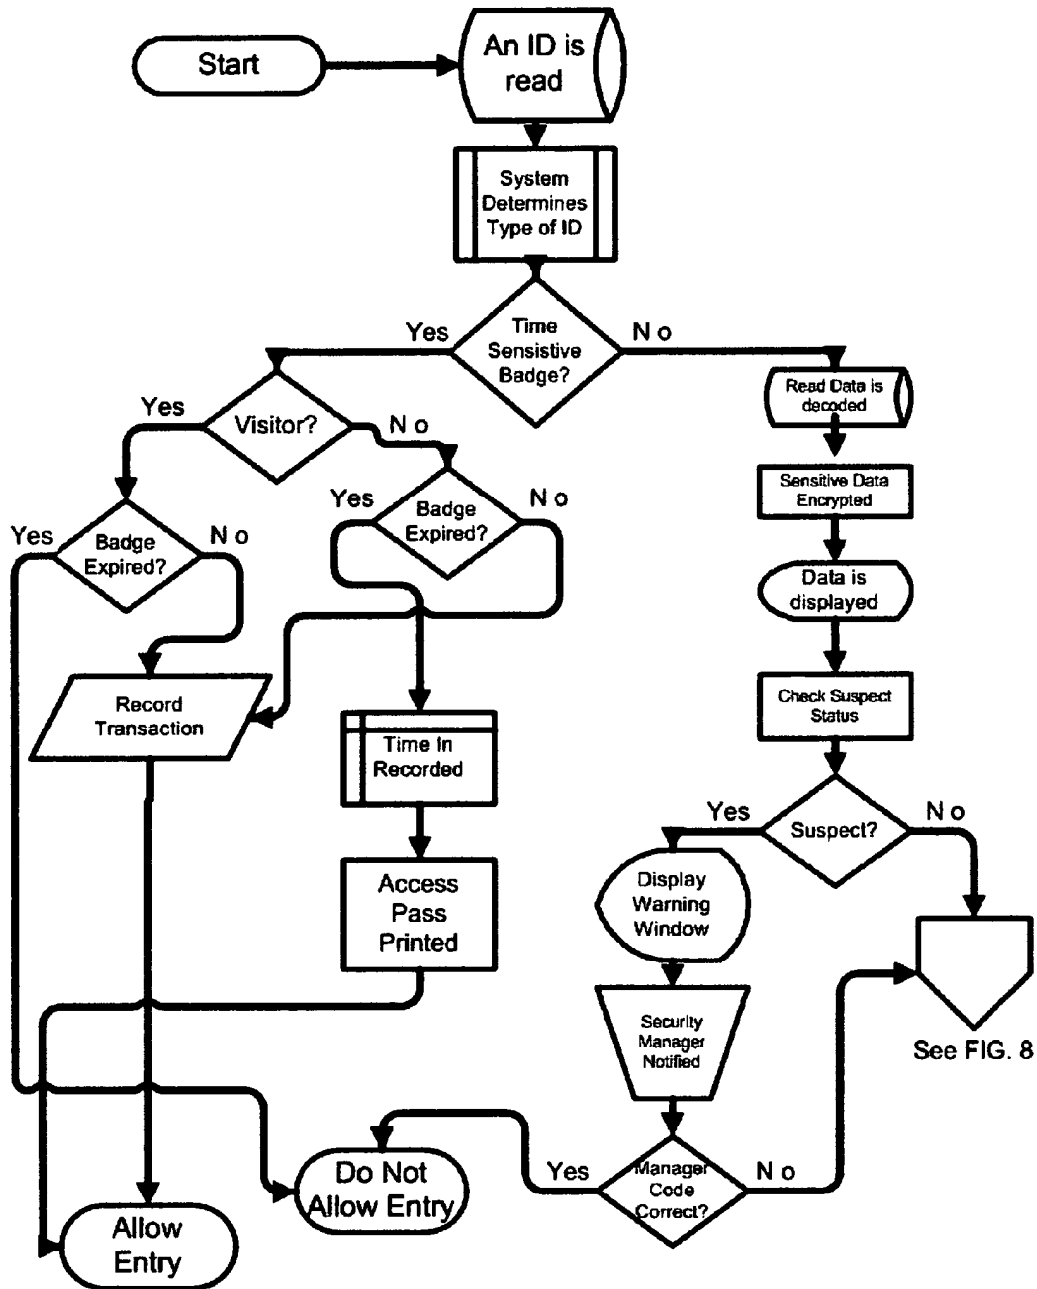 Start
An ID is
read
System
Determines
Type of ID
Yes
Time
Sensistive
Badge?
N o
Yes
Visitor?
N o
Read Data is
decoded
Yes
Badge
Expired?
N o
Yes
Badge
Expired?
N o
Sensitive Data
Encrypted
Data is
displayed
Record
Transaction
Time In
Recorded
Check Suspect
Status
Yes
Suspect?
N o
Access
Pass
Printed
Display
Warning
Window
Security
Manager
Notified
See FIG. 8
Yes
Manager
Code
Correct?
N o
Do Not
Allow Entry
Allow
Entry